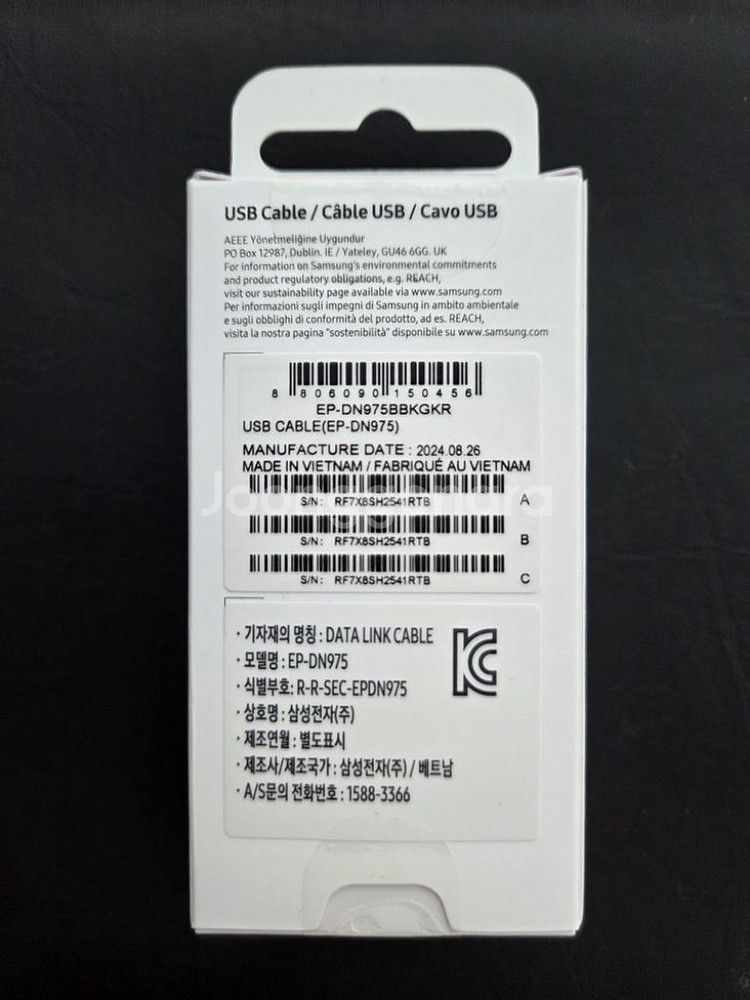 USB Cable / Câble USB / Cavo USB
AEEE Yönetmeliğine Uygundur
PO Box 12987, Dublin. IE / Yateley, GU46 6GG. UK
For information on Samsung's environmental commitments
and product regulatory obligations, e.g. REACH,
visit our sustainability page available via www.samsung.com
Per informazioni sugli impegni di Samsung in ambito ambientale
e sugli obblighi di conformità del prodotto, ad es. REACH,
visita la nostra pagina "sostenibilità" disponibile su www.samsung.com
8 806090 150456
EP-DN975BBKGKR
USB CABLE(EP-DN975)
MANUFACTURE DATE : 2024.08.26
MADE IN VIETNAM / FABRIQUÉ AU VIETNAM
Joonggonara
S/N: RF7X8SH2541RTB A
S/N: RF7X8SH2541RTB B
S/N: RF7X8SH2541RTB C
· 기자재의 명칭 : DATA LINK CABLE
· 모델명 : EP-DN975
· 식별부호: R-R-SEC-EPDN975
· 상호명 : 삼성전자(주)
· 제조연월 : 별도표시
· 제조사/제조국가 : 삼성전자(주) / 베트남
· A/S문의 전화번호 : 1588-3366